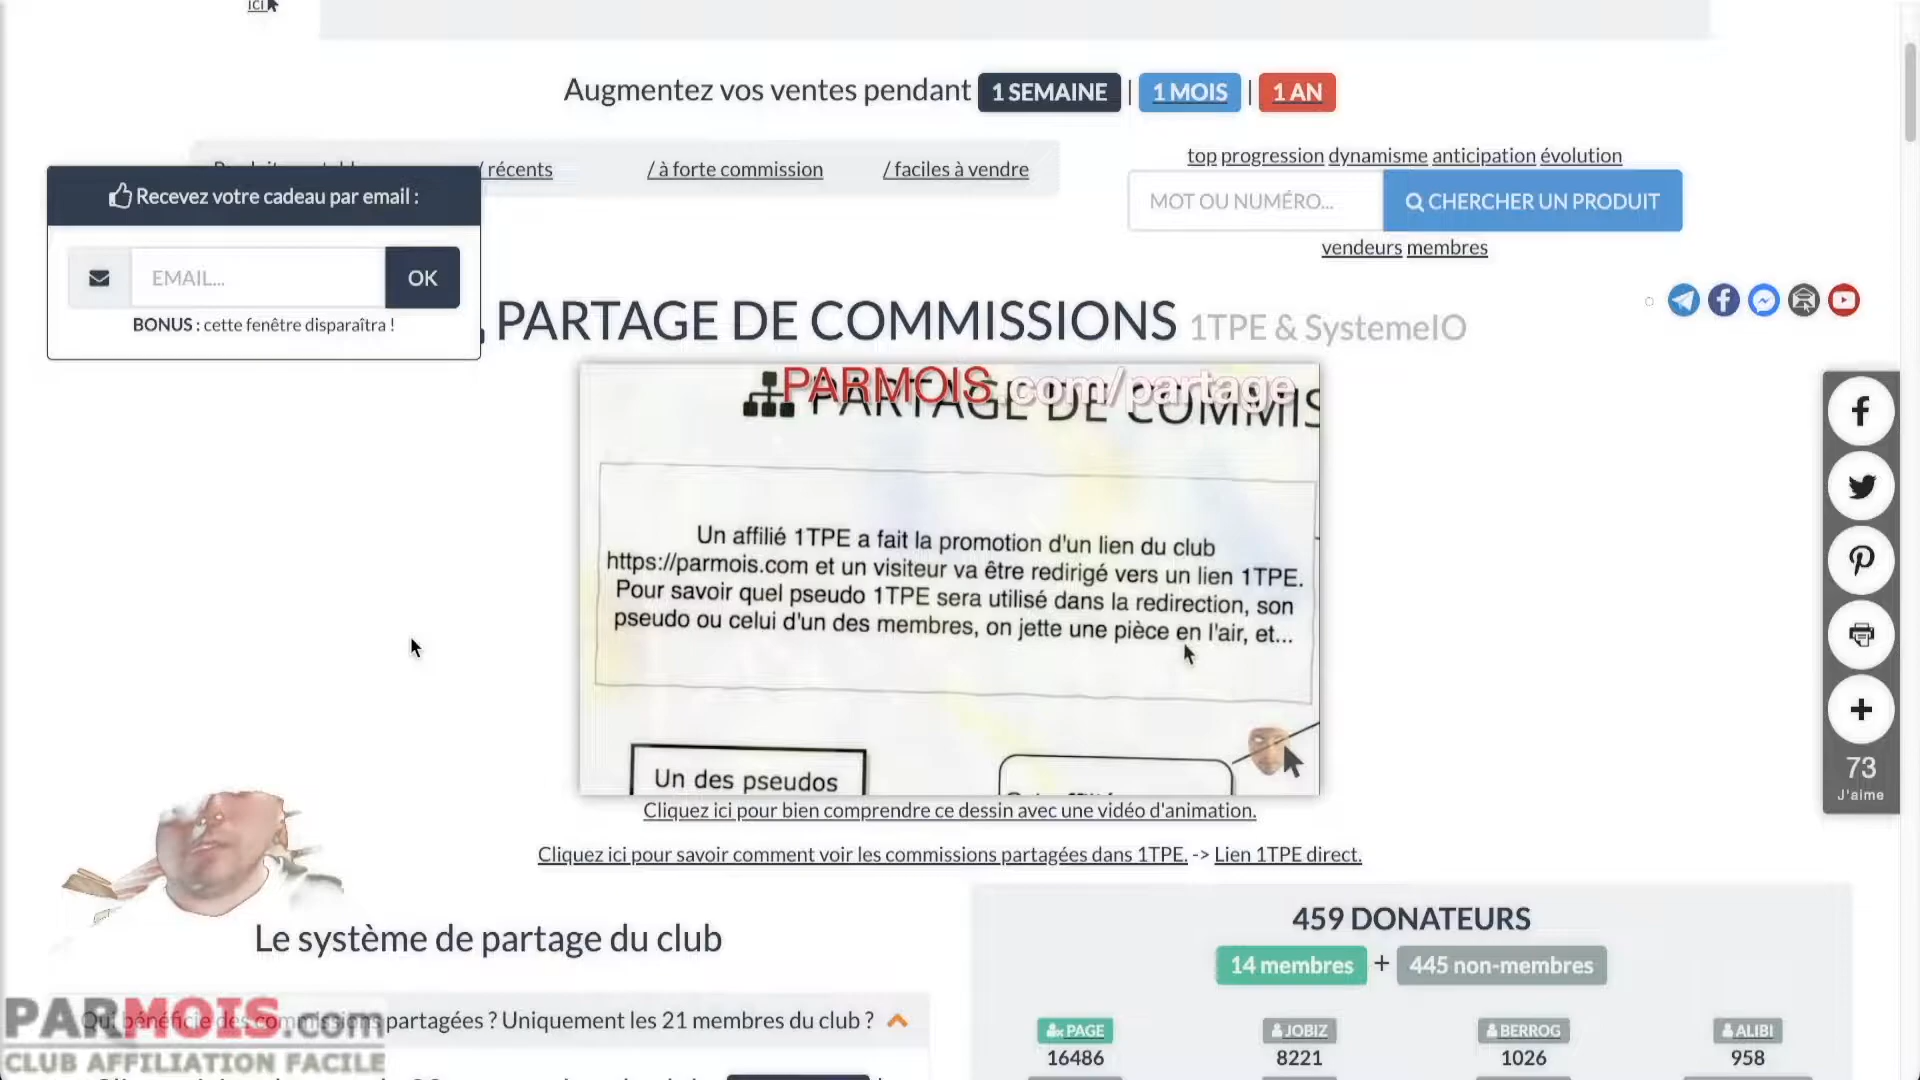 ici
Augmentez vos ventes pendant 1 SEMAINE | 1 MOIS | 1 AN
/ récents / à forte commission / faciles à vendre
top progression dynamisme anticipation évolution
MOT OU NUMÉRO... CHERCHER UN PRODUIT
vendeurs membres
Recevez votre cadeau par email :
EMAIL... OK
BONUS : cette fenêtre disparaîtra !
PARTAGE DE COMMISSIONS 1TPE & SystemeIO
PARMOIS.com/partage
PARTAGE DE COMMIS
Un affilié 1TPE a fait la promotion d'un lien du club
https://parmois.com et un visiteur va être redirigé vers un lien 1TPE.
Pour savoir quel pseudo 1TPE sera utilisé dans la redirection, son
pseudo ou celui d'un des membres, on jette une pièce en l'air, et...
Un des pseudos
Cliquez ici pour bien comprendre ce dessin avec une vidéo d'animation.
Cliquez ici pour savoir comment voir les commissions partagées dans 1TPE. -> Lien 1TPE direct.
73
J'aime
Le système de partage du club
Qui bénéficie des commissions partagées ? Uniquement les 21 membres du club ?
PARMOIS.com
CLUB AFFILIATION FACILE
459 DONATEURS
14 membres + 445 non-membres
PAGE JOBIZ BERROG ALIBI
16486 8221 1026 958